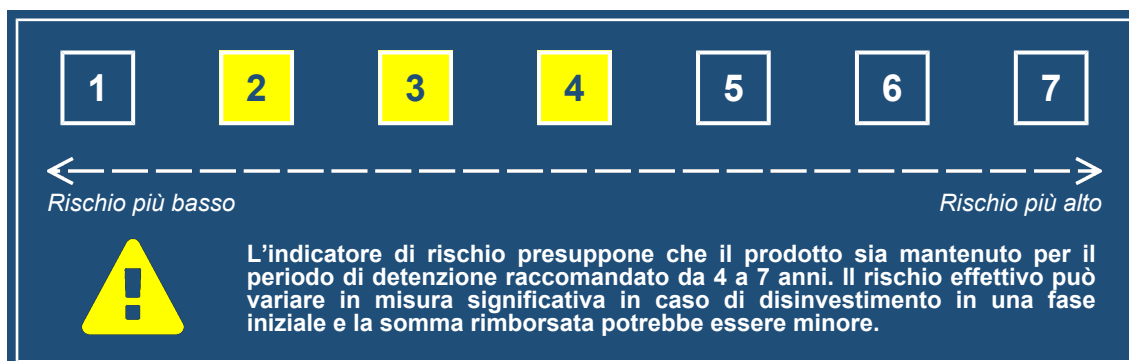 1 2 3 4 5 6 7
Rischio più basso Rischio più alto
L’indicatore di rischio presuppone che il prodotto sia mantenuto per il
periodo di detenzione raccomandato da 4 a 7 anni. Il rischio effettivo può
variare in misura significativa in caso di disinvestimento in una fase
iniziale e la somma rimborsata potrebbe essere minore.